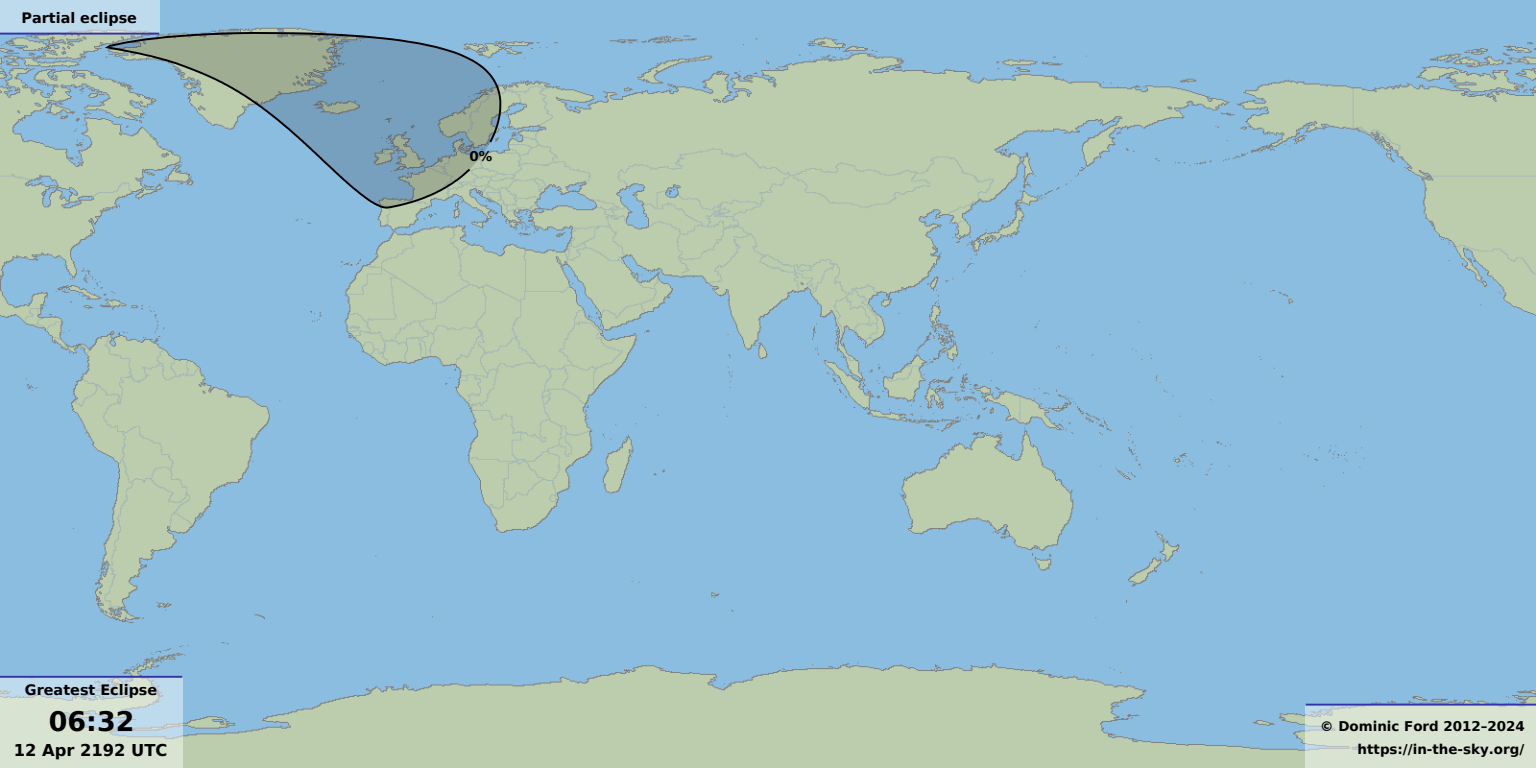 Partial eclipse
0%
Greatest Eclipse
06:32
12 Apr 2192 UTC
© Dominic Ford 2012–2024
https://in-the-sky.org/